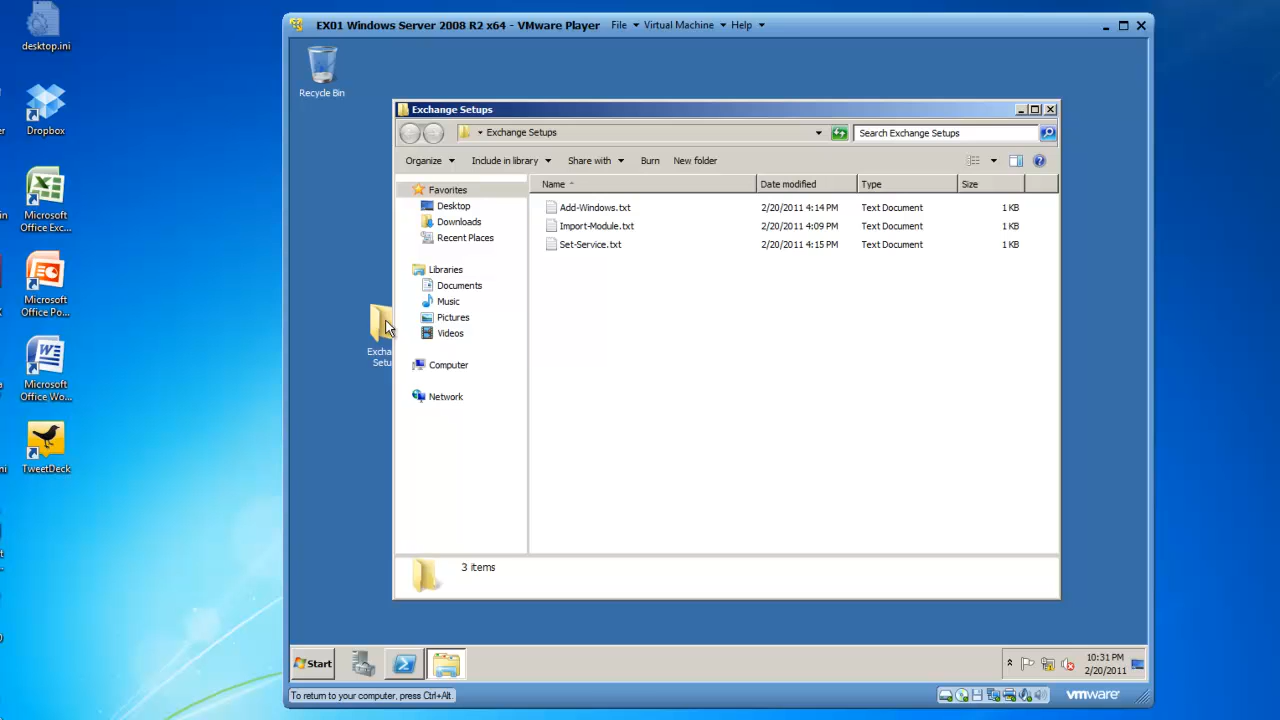 desktop.ini
Dropbox
Microsoft
Office Exc...
Microsoft
Office Po...
Microsoft
Office Wo...
TweetDeck
EX01 Windows Server 2008 R2 x64 - VMware Player File Virtual Machine Help
Recycle Bin
Exchange Setups
Exchange Setups
Search Exchange Setups
Organize Include in library Share with Burn New folder
Name Date modified Type Size
Favorites
Desktop
Downloads
Recent Places
Libraries
Documents
Music
Pictures
Videos
Computer
Network
Add-Windows.txt 2/20/2011 4:14 PM Text Document 1 KB
Import-Module.txt 2/20/2011 4:09 PM Text Document 1 KB
Set-Service.txt 2/20/2011 4:15 PM Text Document 1 KB
Excha
Setu
3 items
Start
10:31 PM
2/20/2011
To return to your computer, press Ctrl+Alt.
vmware